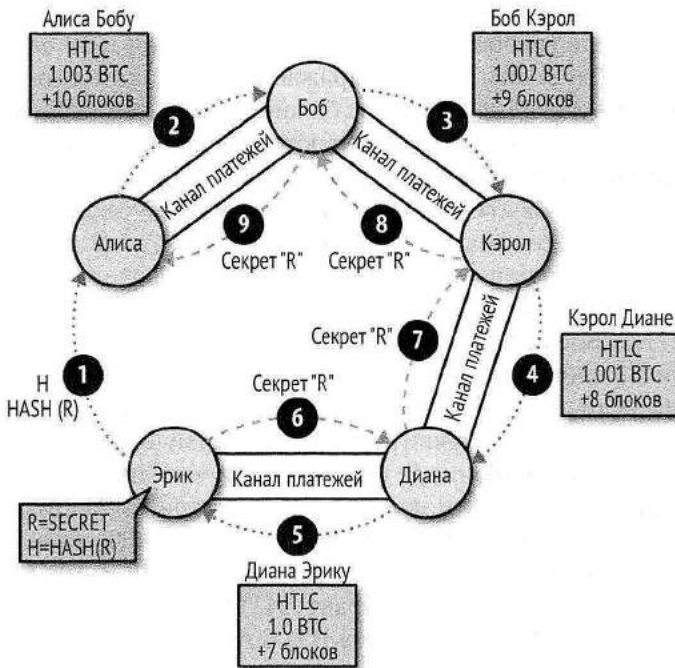 Алиса Бобу
HTLC
1.003 BTC
+10 блоков
Боб Кэрол
HTLC
1.002 BTC
+9 блоков
Боб
2
3
Канал платежей
Канал платежей
Алиса
9
8
Кэрол
Секрет "R"
Секрет "R"
1
H
HASH (R)
Секрет "R"
7
Канал платежей
4
Кэрол Диане
HTLC
1.001 BTC
+8 блоков
Секрет "R"
6
Эрик
Канал платежей
Диана
R=SECRET
H=HASH(R)
5
Диана Эрику
HTLC
1.0 BTC
+7 блоков